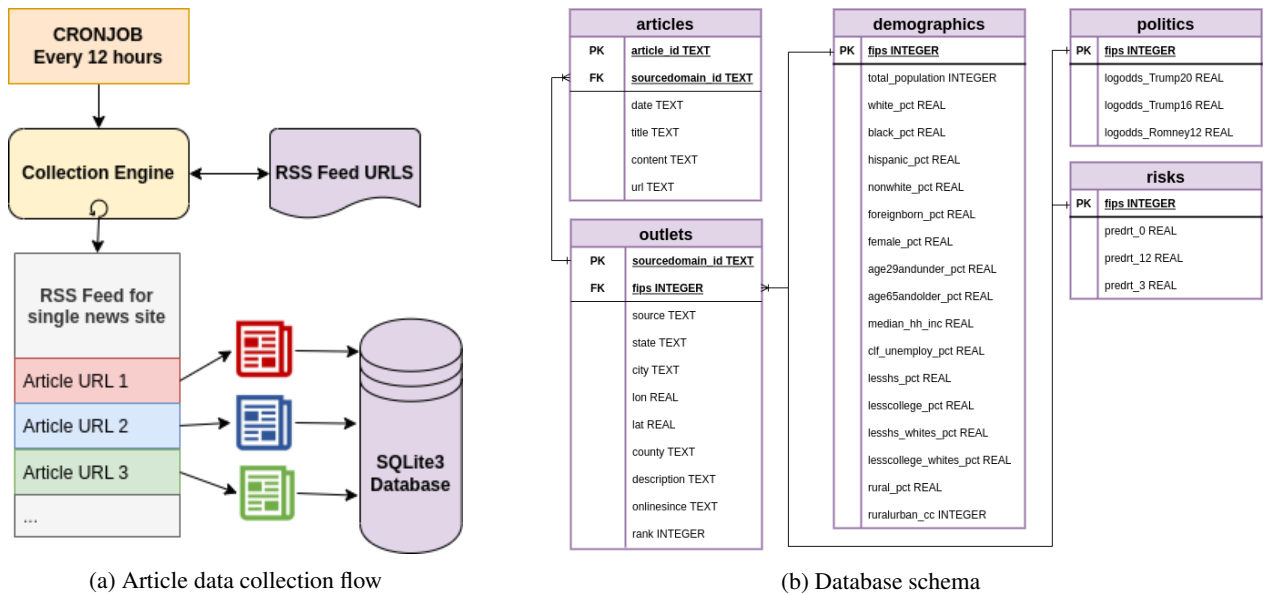 CRONJOB
Every 12 hours
Collection Engine
RSS Feed URLS
RSS Feed for
single news site
Article URL 1
Article URL 2
Article URL 3
...
SQLite3
Database
(a) Article data collection flow
articles
PK article_id TEXT
FK sourcedomain_id TEXT
date TEXT
title TEXT
content TEXT
url TEXT
outlets
PK sourcedomain_id TEXT
FK fips INTEGER
source TEXT
state TEXT
city TEXT
lon REAL
lat REAL
county TEXT
description TEXT
onlinesince TEXT
rank INTEGER
demographics
PK fips INTEGER
total_population INTEGER
white_pct REAL
black_pct REAL
hispanic_pct REAL
nonwhite_pct REAL
foreignborn_pct REAL
female_pct REAL
age29andunder_pct REAL
age65andolder_pct REAL
median_hh_inc REAL
clf_unemploy_pct REAL
lesshs_pct REAL
lesscollege_pct REAL
lesshs_whites_pct REAL
lesscollege_whites_pct REAL
rural_pct REAL
ruralurban_cc INTEGER
politics
PK fips INTEGER
logodds_Trump20 REAL
logodds_Trump16 REAL
logodds_Romney12 REAL
risks
PK fips INTEGER
predrt_0 REAL
predrt_12 REAL
predrt_3 REAL
(b) Database schema